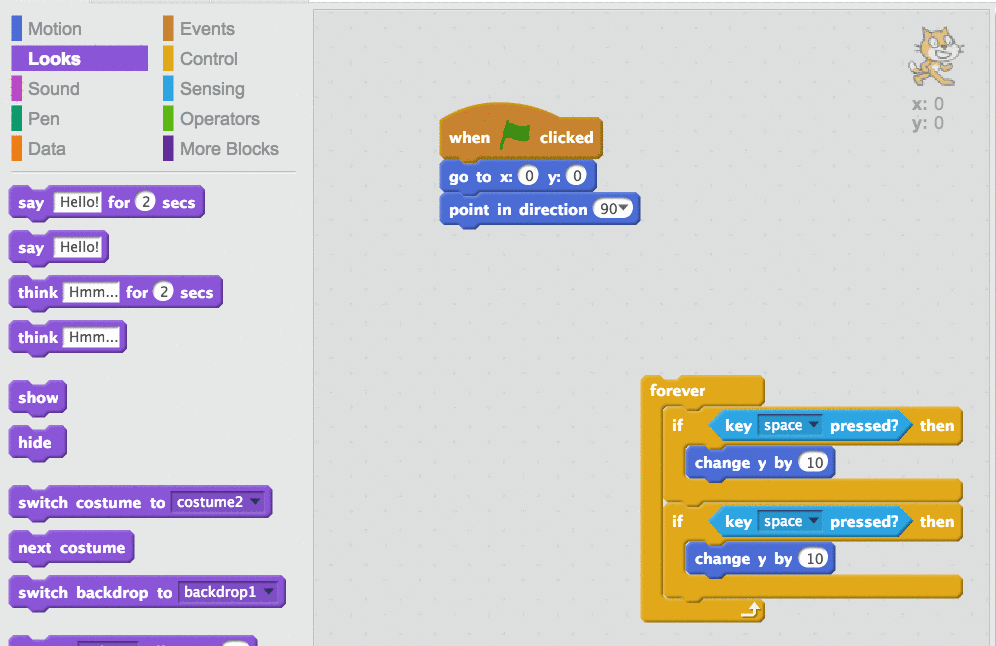 Motion
Looks
Sound
Pen
Data
Events
Control
Sensing
Operators
More Blocks
say Hello! for 2 secs
say Hello!
think Hmm... for 2 secs
think Hmm...
show
hide
switch costume to costume2
next costume
switch backdrop to backdrop1
when clicked
go to x: 0 y: 0
point in direction 90
forever
if key space pressed? then
change y by 10
if key space pressed? then
change y by 10
x: 0
y: 0